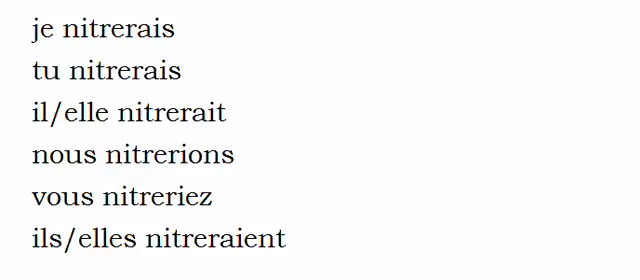 je nitrerais
tu nitrerais
il/elle nitrerait
nous nitrerions
vous nitreriez
ils/elles nitreraient